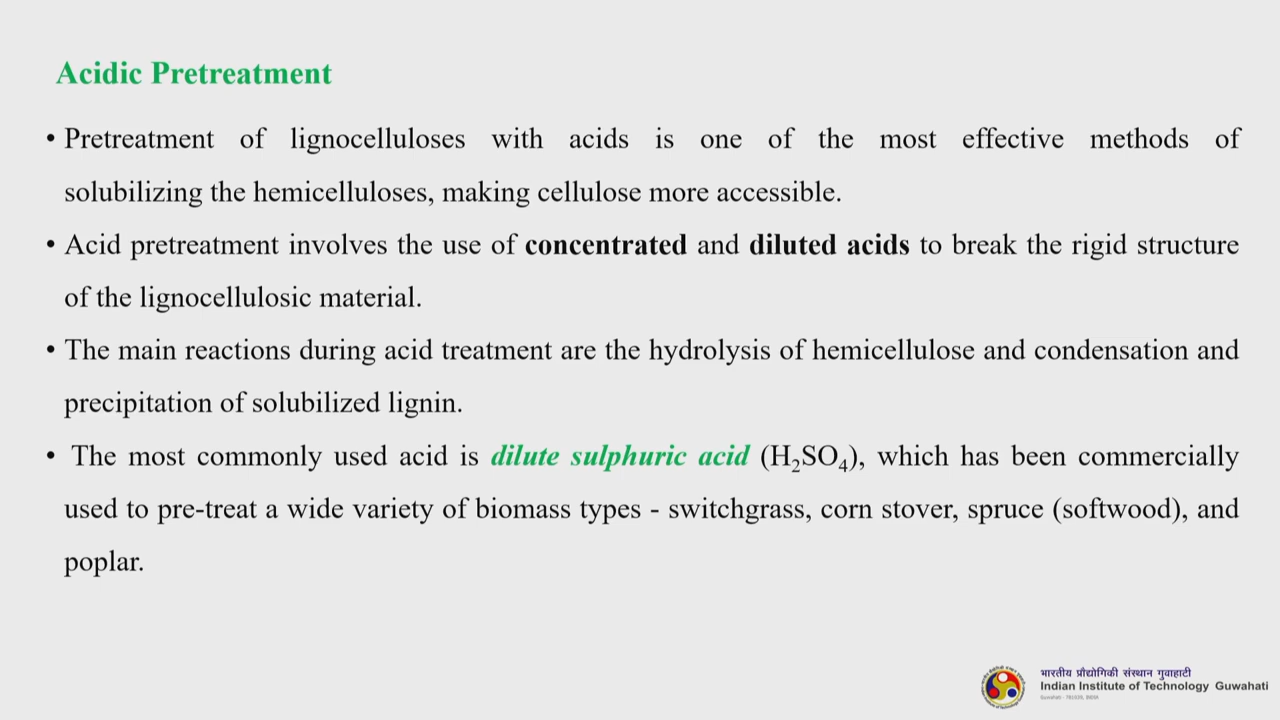 Acidic Pretreatment
• Pretreatment of lignocelluloses with acids is one of the most effective methods of
solubilizing the hemicelluloses, making cellulose more accessible.
• Acid pretreatment involves the use of concentrated and diluted acids to break the rigid structure
of the lignocellulosic material.
• The main reactions during acid treatment are the hydrolysis of hemicellulose and condensation and
precipitation of solubilized lignin.
• The most commonly used acid is dilute sulphuric acid (H₂SO₄), which has been commercially
used to pre-treat a wide variety of biomass types - switchgrass, corn stover, spruce (softwood), and
poplar.
भारतीय प्रौद्योगिकी संस्थान गुवाहाटी
Indian Institute of Technology Guwahati